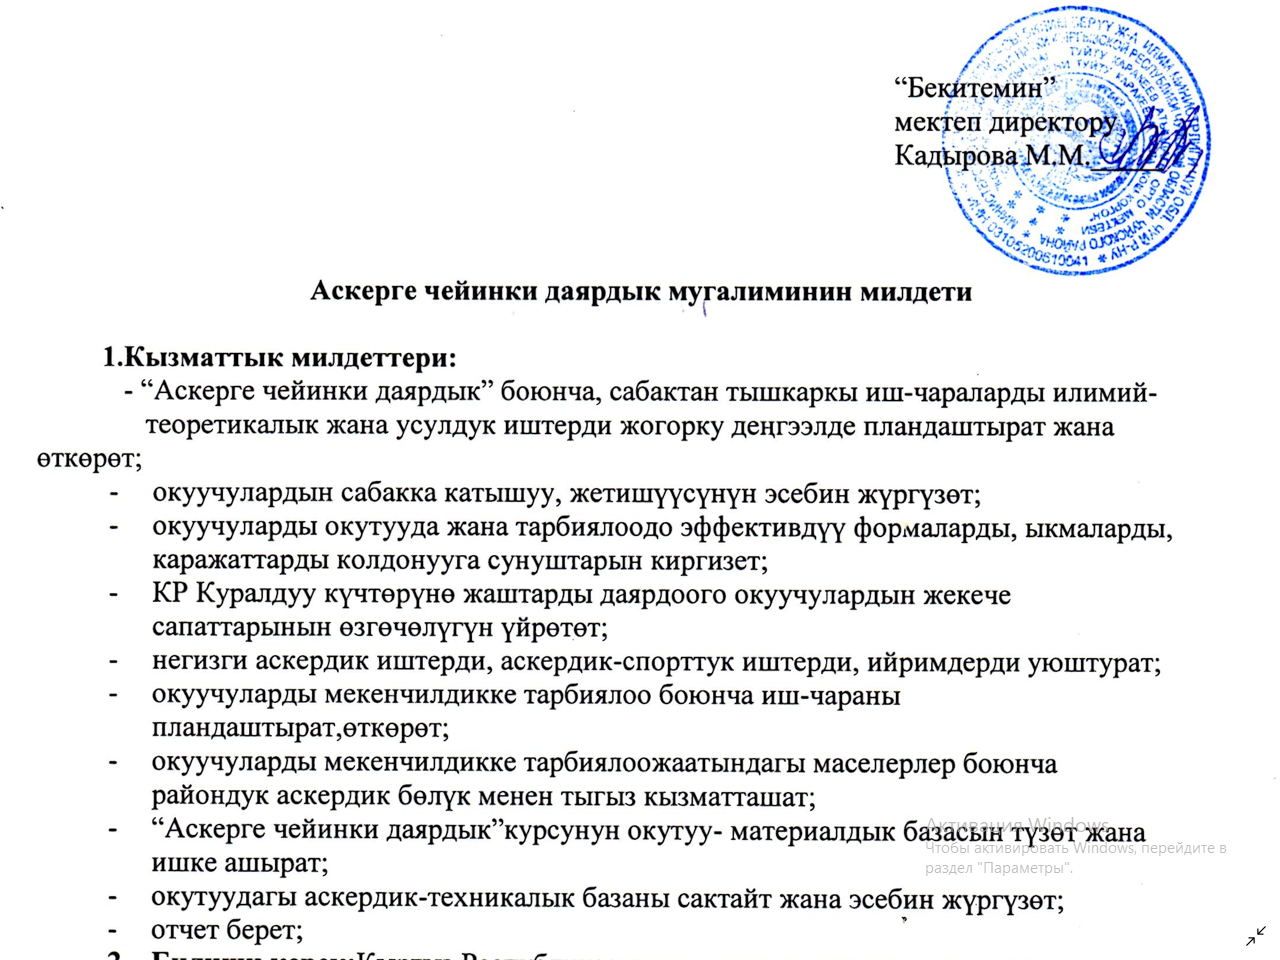 “Бекитемин”
мектеп директору
Кадырова М.М.
Аскерге чейинки даярдык мугалиминин милдети
1.Кызматтык милдеттери:
- “Аскерге чейинки даярдык” боюнча, сабактан тышкаркы иш-чараларды илимий-
теоретикалык жана усулдук иштерди жогорку деңгээлде пландаштырат жана
өткөрөт;
- окуучулардын сабакка катышуу, жетишүүсүнүн эсебин жүргүзөт;
- окуучуларды окутууда жана тарбиялоодо эффективдүү формаларды, ыкмаларды,
каражаттарды колдонууга сунуштарын киргизет;
- КР Куралдуу күчтөрүнө жаштарды даярдоого окуучулардын жекече
сапаттарынын өзгөчөлүгүн үйрөтөт;
- негизги аскердик иштерди, аскердик-спорттук иштерди, ийримдерди уюштурат;
- окуучуларды мекенчилдикке тарбиялоо боюнча иш-чараны
пландаштырат,өткөрөт;
- окуучуларды мекенчилдикке тарбиялоожаатындагы маселерлер боюнча
райондук аскердик бөлүк менен тыгыз кызматташат;
- “Аскерге чейинки даярдык”курсунун окутуу- материалдык базасын түзөт жана
ишке ашырат;
- окутуудагы аскердик-техникалык базаны сактайт жана эсебин жүргүзөт;
- отчет берет;
Активация Windows
Чтобы активировать Windows, перейдите в
раздел "Параметры".